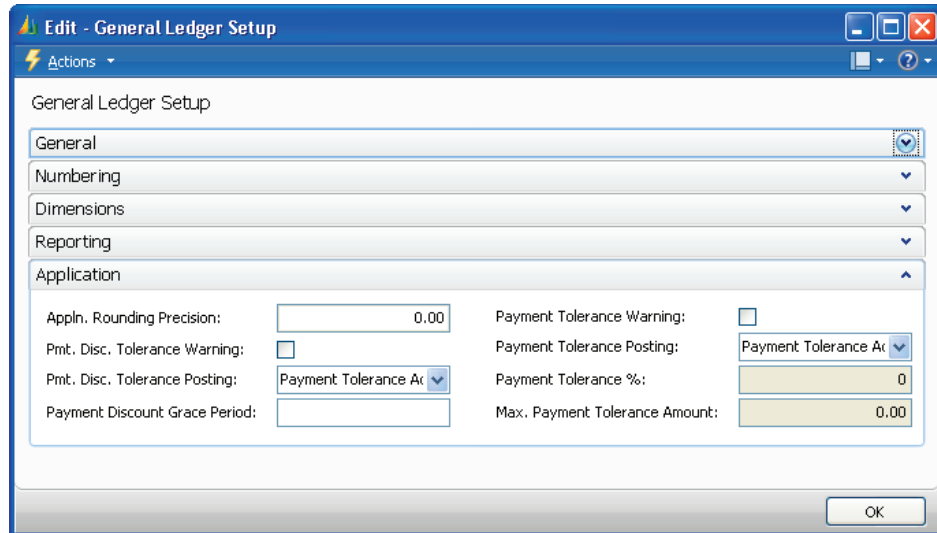 Edit - General Ledger Setup
Actions
General Ledger Setup
General
Numbering
Dimensions
Reporting
Application
Appln. Rounding Precision: 0.00
Payment Tolerance Warning:
Pmt. Disc. Tolerance Warning:
Payment Tolerance Posting: Payment Tolerance Ac
Pmt. Disc. Tolerance Posting: Payment Tolerance Ac
Payment Tolerance %: 0
Payment Discount Grace Period:
Max. Payment Tolerance Amount: 0.00
OK